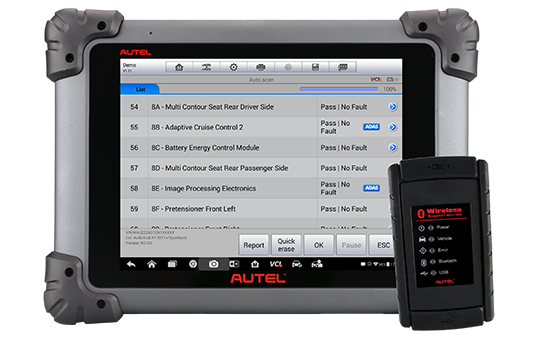 AUTEL
Demo
V1.21
Auto scan
VCI
List
100%
54 8A - Multi Contour Seat Rear Driver Side Pass | No Fault
55 8B - Adaptive Cruise Control 2 Pass | No Fault ADAS
56 8C - Battery Energy Control Module Pass | No Fault
57 8D - Multi Contour Seat Rear Passenger Side Pass | No Fault
58 8E - Image Processing Electronics Pass | No Fault ADAS
59 8F - Pretensioner Front Left Pass | No Fault
Report
Quick erase
OK
Pause
ESC
VCI
AUTEL
Wireless
Power
Vehicle
Error
Bluetooth
USB
AUTEL